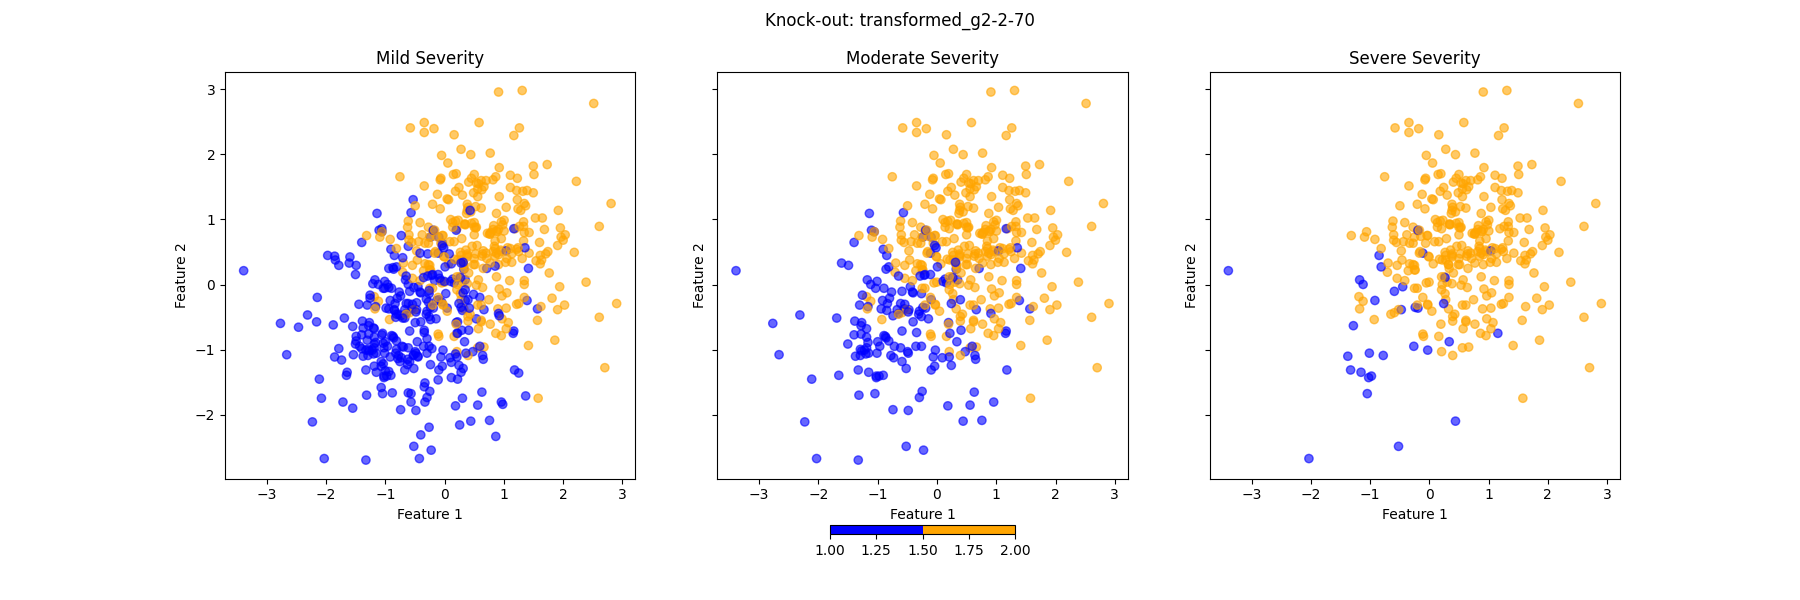 Knock-out: transformed_g2-2-70
Mild Severity
Moderate Severity
Severe Severity
3
2
1
0
−1
−2
Feature 2
Feature 2
Feature 2
−3 −2 −1 0 1 2 3
−3 −2 −1 0 1 2 3
−3 −2 −1 0 1 2 3
Feature 1
Feature 1
Feature 1
1.00 1.25 1.50 1.75 2.00